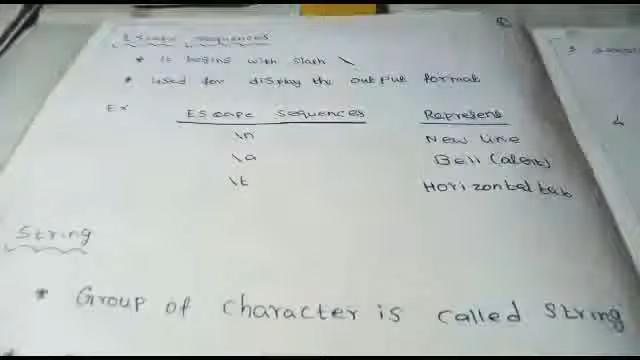 Escape sequences
* It begins with slash \
* used for display the output format
Ex
Escape sequences Represent
\n New Line
\a Bell (alert)
\t Horizontal tab
String
* Group of character is called string